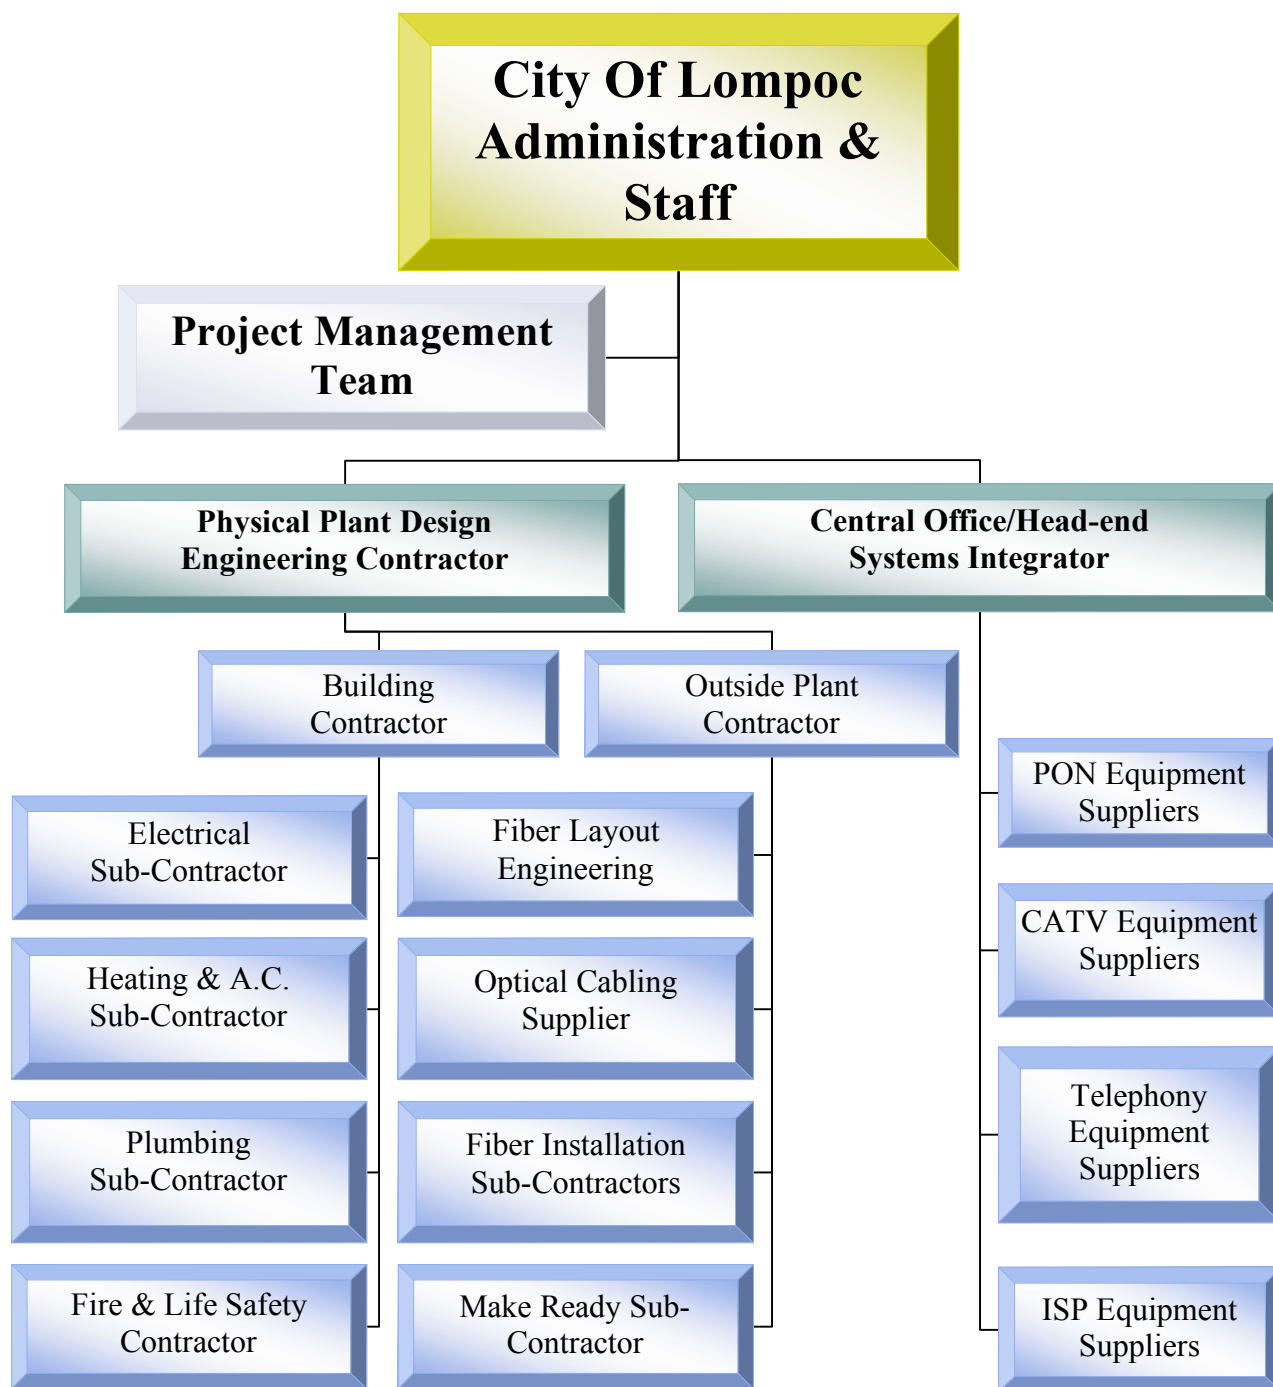 City Of Lompoc
Administration &
Staff
Project Management
Team
Physical Plant Design
Engineering Contractor
Central Office/Head-end
Systems Integrator
Building
Contractor
Outside Plant
Contractor
Electrical
Sub-Contractor
Heating & A.C.
Sub-Contractor
Plumbing
Sub-Contractor
Fire & Life Safety
Contractor
Fiber Layout
Engineering
Optical Cabling
Supplier
Fiber Installation
Sub-Contractors
Make Ready Sub-
Contractor
PON Equipment
Suppliers
CATV Equipment
Suppliers
Telephony
Equipment
Suppliers
ISP Equipment
Suppliers